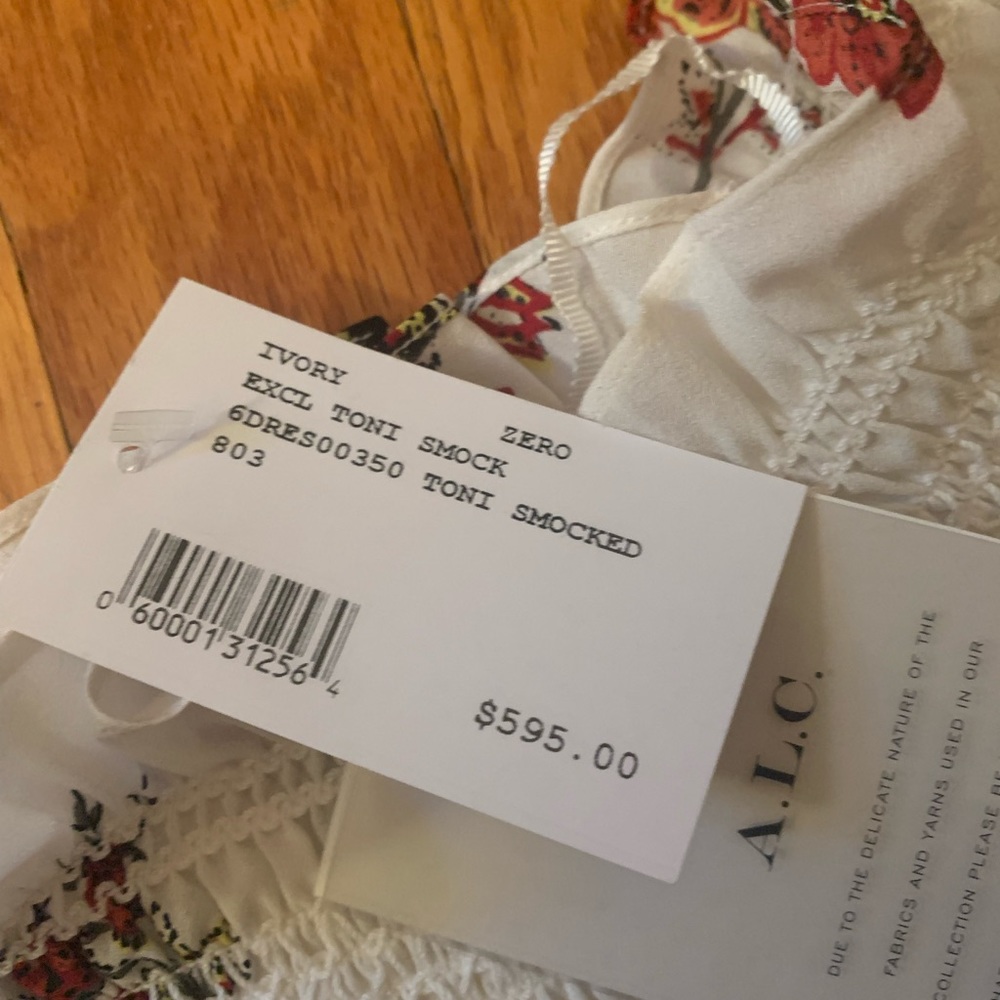 IVORY
ZERO
EXCL TONI SMOCK
6DRES00350 TONI SMOCKED
803
0 60001 31256 4
$595.00
A.L.C.
DUE TO THE DELICATE NATURE OF THE
FABRICS AND YARNS USED IN OUR
COLLECTION PLEASE BE